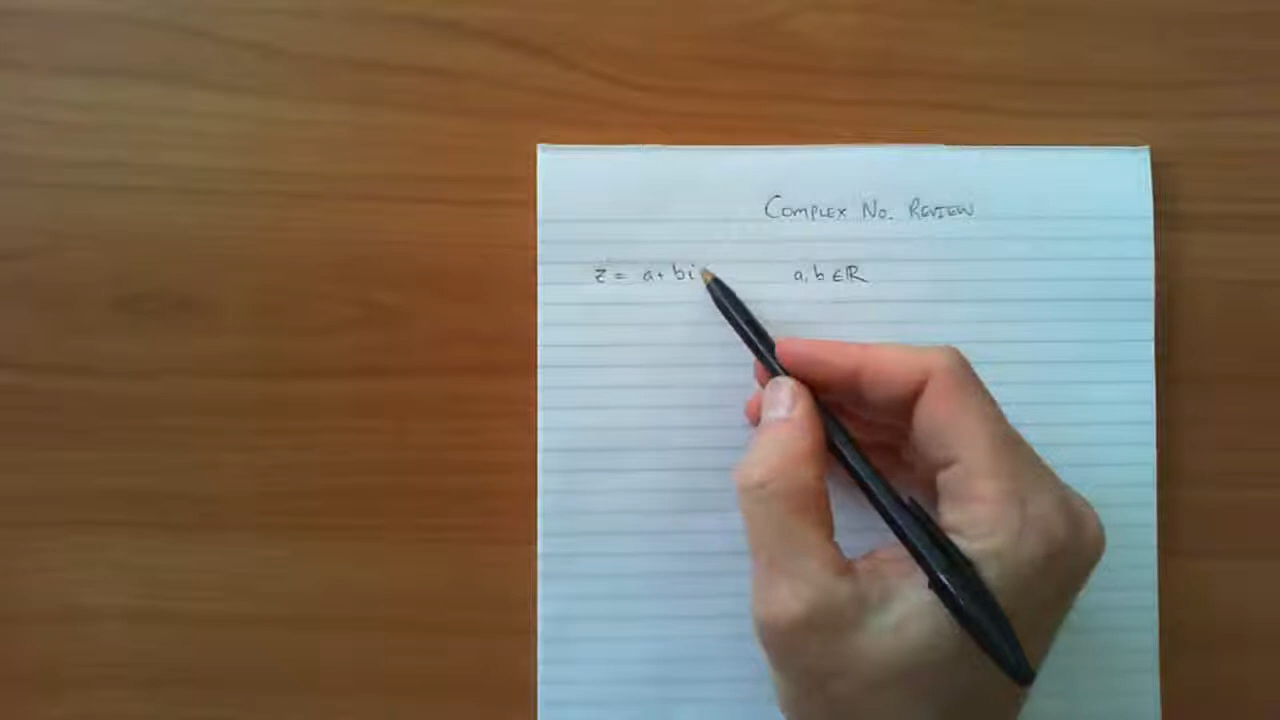 COMPLEX NO. REVIEW
z = a + bi a, b ∈ ℝ